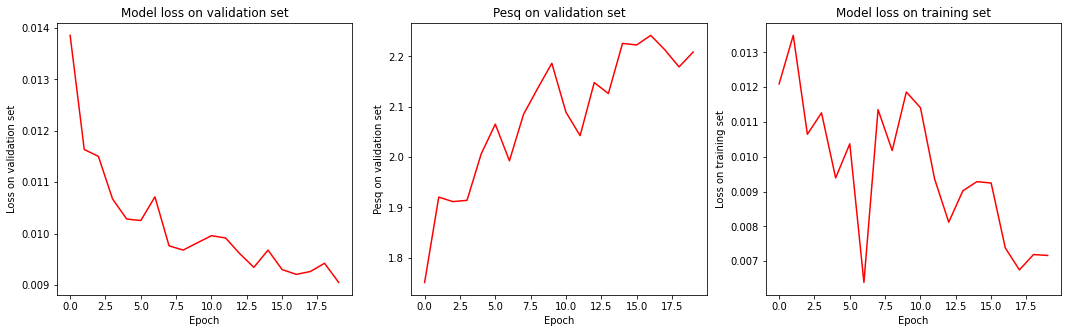 Model loss on validation set
Loss on validation set
0.014
0.013
0.012
0.011
0.010
0.009
0.0 2.5 5.0 7.5 10.0 12.5 15.0 17.5
Epoch
Pesq on validation set
Pesq on validation set
2.2
2.1
2.0
1.9
1.8
0.0 2.5 5.0 7.5 10.0 12.5 15.0 17.5
Epoch
Model loss on training set
Loss on training set
0.013
0.012
0.011
0.010
0.009
0.008
0.007
0.0 2.5 5.0 7.5 10.0 12.5 15.0 17.5
Epoch